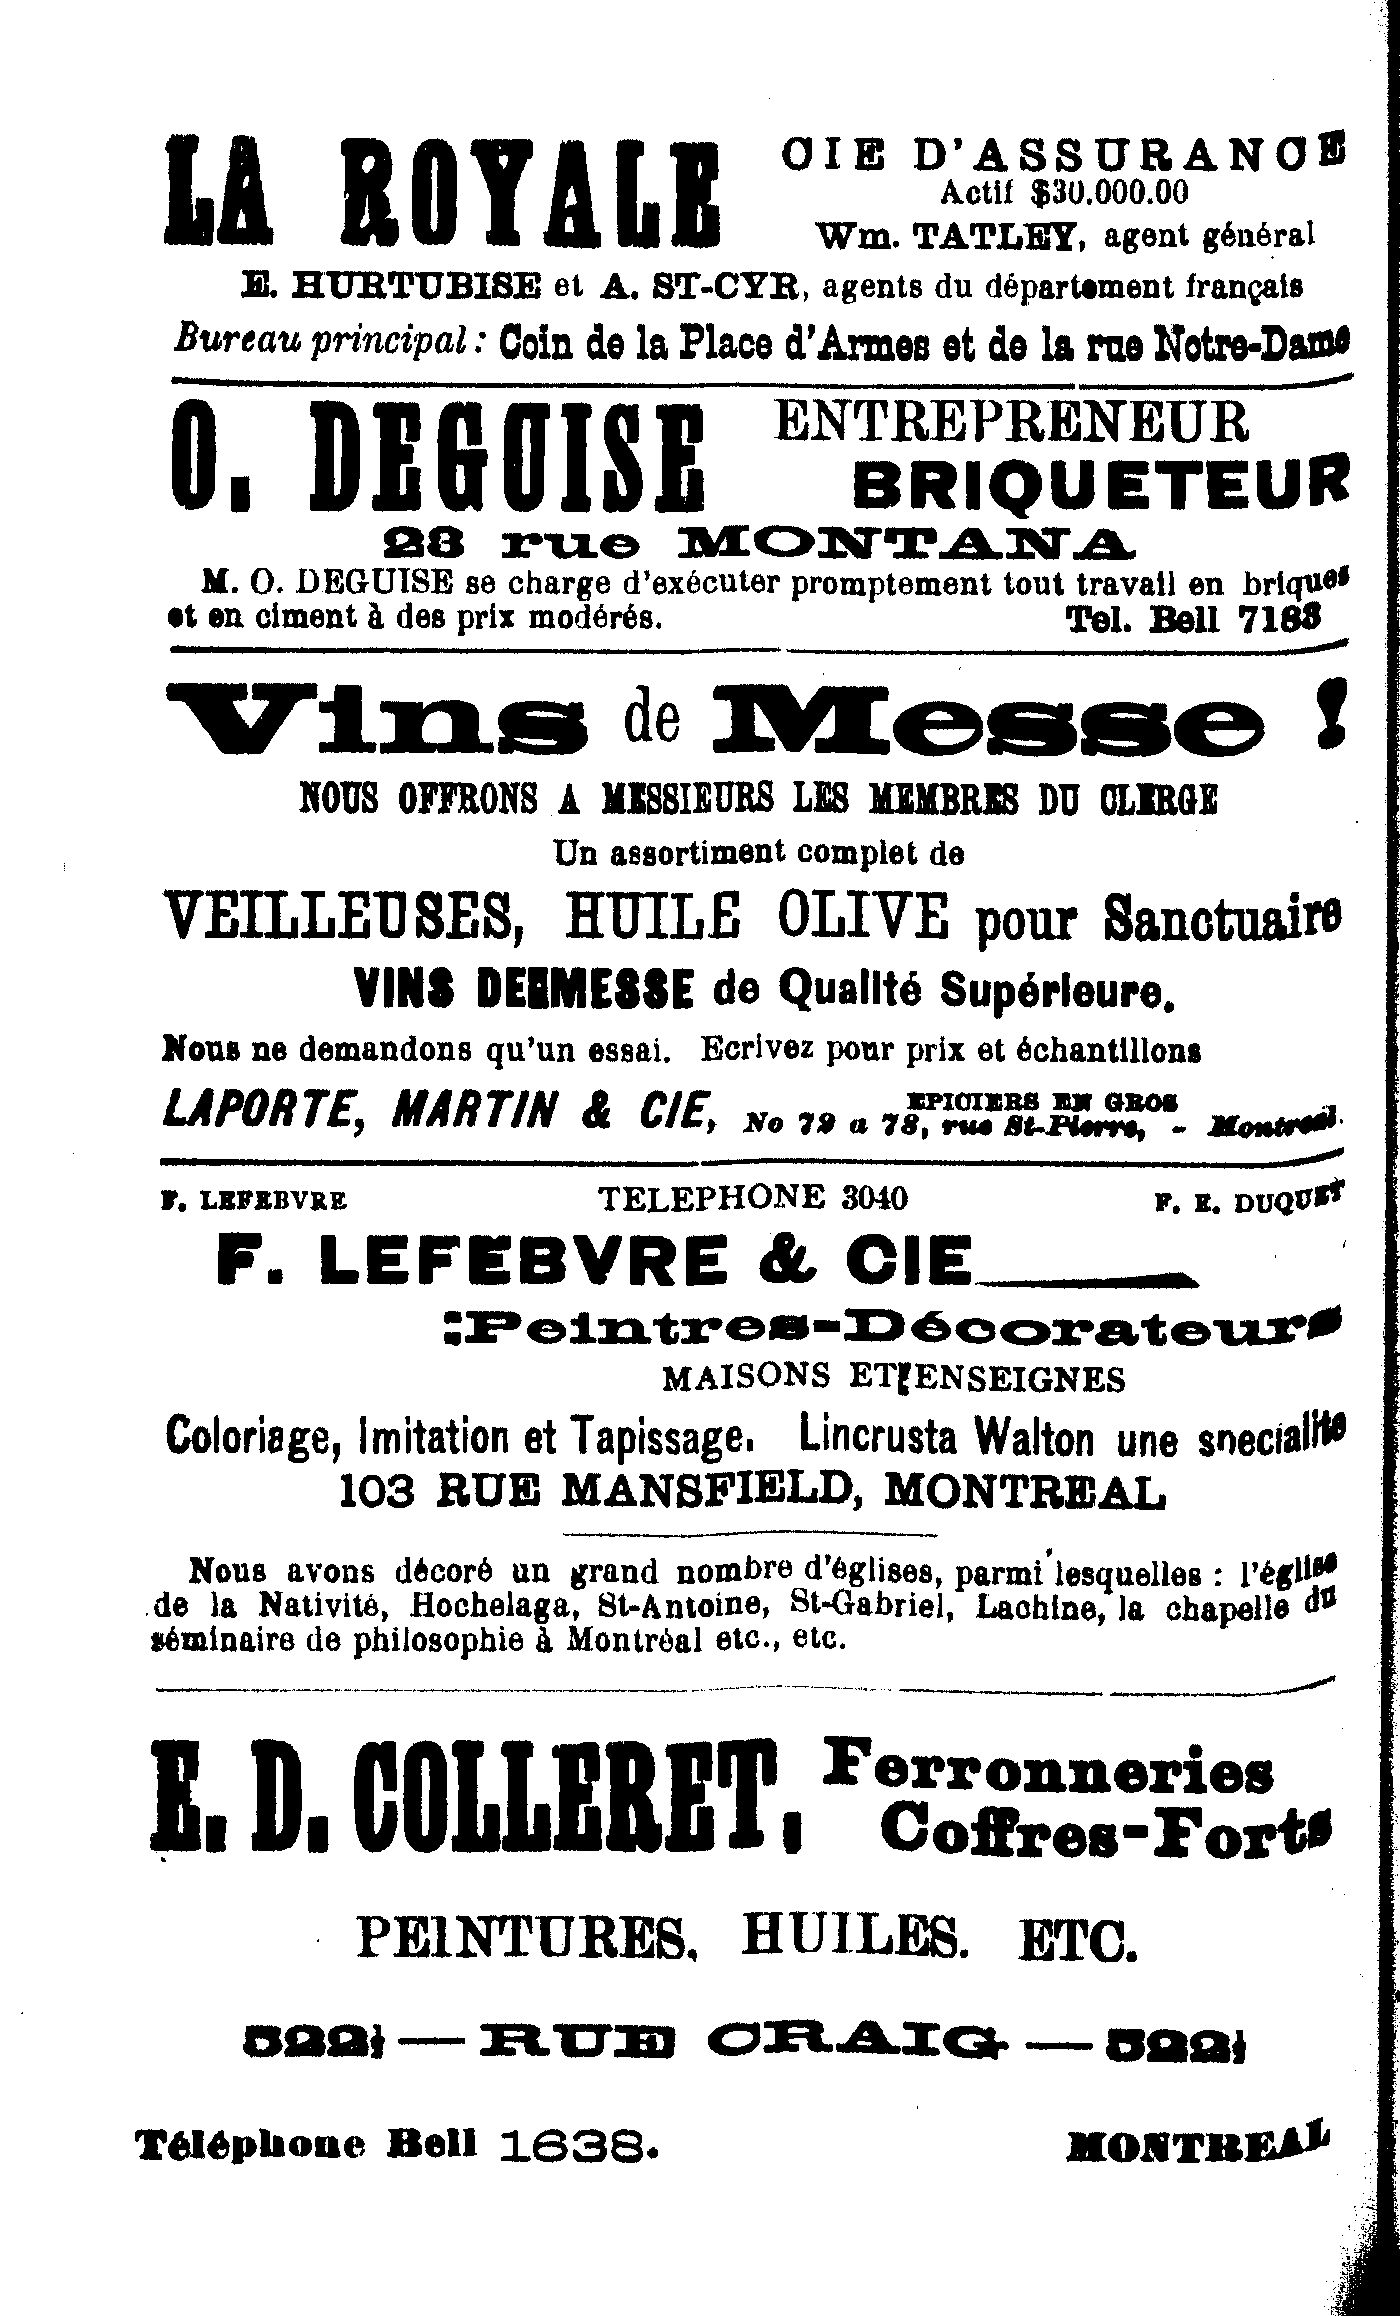 LA ROYALE CIE D'ASSURANCE
Actif $30.000.00
Wm. TATLEY, agent général
E. HURTUBISE et A. ST-CYR, agents du département français
Bureau principal : Coin de la Place d'Armes et de la rue Notre-Dame
O. DEGUISE ENTREPRENEUR
BRIQUETEUR
28 rue MONTANA
M. O. DEGUISE se charge d'exécuter promptement tout travail en briques
et en ciment à des prix modérés. Tel. Bell 7183
Vins de Messe !
NOUS OFFRONS A MESSIEURS LES MEMBRES DU CLERGE
Un assortiment complet de
VEILLEUSES, HUILE OLIVE pour Sanctuaire
VINS DE MESSE de Qualité Supérieure.
Nous ne demandons qu'un essai. Ecrivez pour prix et échantillons
LAPORTE, MARTIN & CIE, EPICIERS EN GROS
No 72 a 78, rue St-Pierre, - Montreal.
F. LEFEBVRE TELEPHONE 3040 F. E. DUQUET
F. LEFEBVRE & CIE
Peintres-Décorateurs
MAISONS ET ENSEIGNES
Coloriage, Imitation et Tapissage. Lincrusta Walton une specialite
103 RUE MANSFIELD, MONTREAL
Nous avons décoré un grand nombre d'églises, parmi lesquelles : l'église
de la Nativité, Hochelaga, St-Antoine, St-Gabriel, Lachine, la chapelle du
séminaire de philosophie à Montréal etc., etc.
E. D. COLLERET, Ferronneries
Coffres-Forts
PEINTURES, HUILES. ETC.
522½ — RUE CRAIG — 522½
Téléphone Bell 1638. MONTREAL